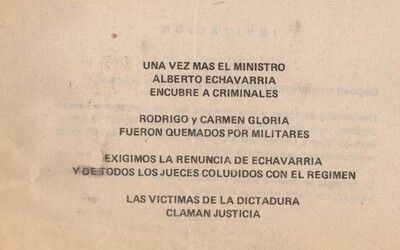 UNA VEZ MAS EL MINISTRO
ALBERTO ECHAVARRIA
ENCUBRE A CRIMINALES
RODRIGO y CARMEN GLORIA
FUERON QUEMADOS POR MILITARES
EXIGIMOS LA RENUNCIA DE ECHAVARRIA
Y DE TODOS LOS JUECES COLUDIDOS CON EL REGIMEN
LAS VICTIMAS DE LA DICTADURA
CLAMAN JUSTICIA